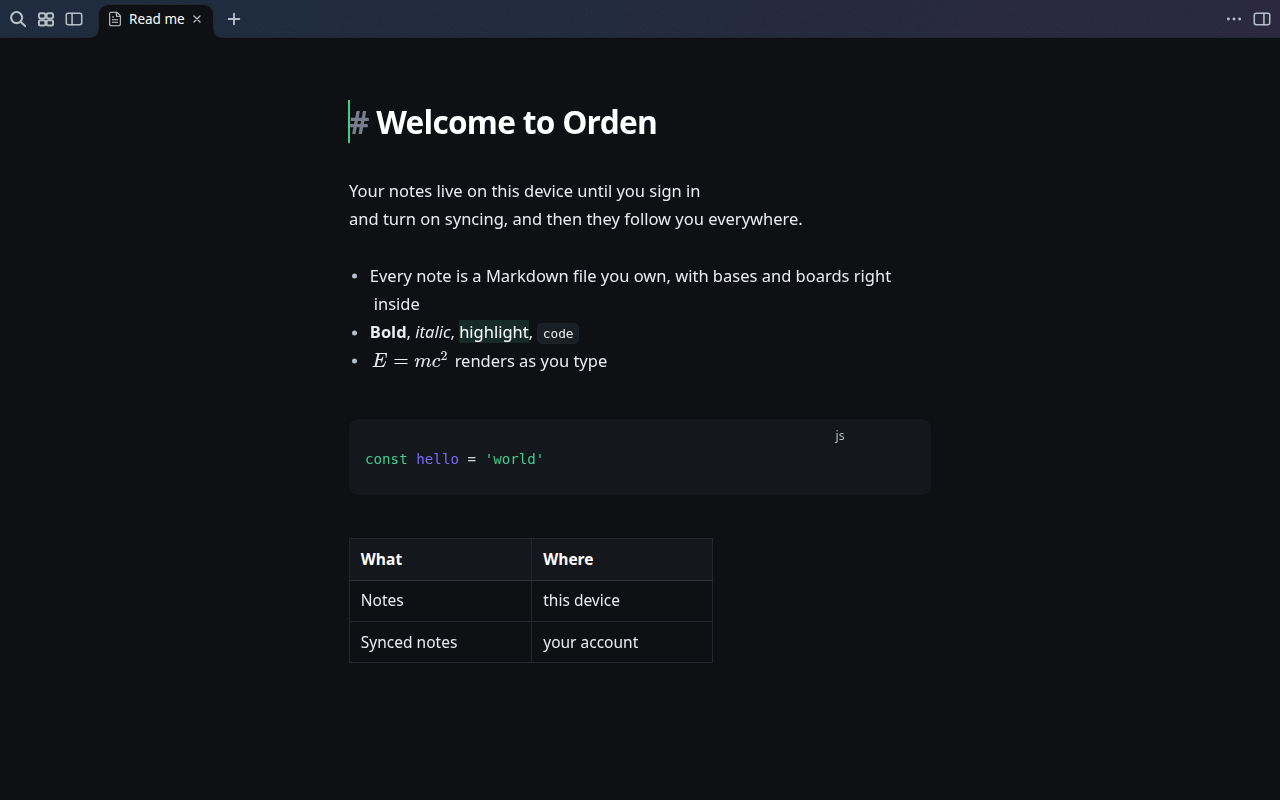 Read me
# Welcome to Orden
Your notes live on this device until you sign in
and turn on syncing, and then they follow you everywhere.
• Every note is a Markdown file you own, with bases and boards right
inside
• Bold, italic, highlight, code
• E = mc² renders as you type
js
const hello = 'world'
What Where
Notes this device
Synced notes your account